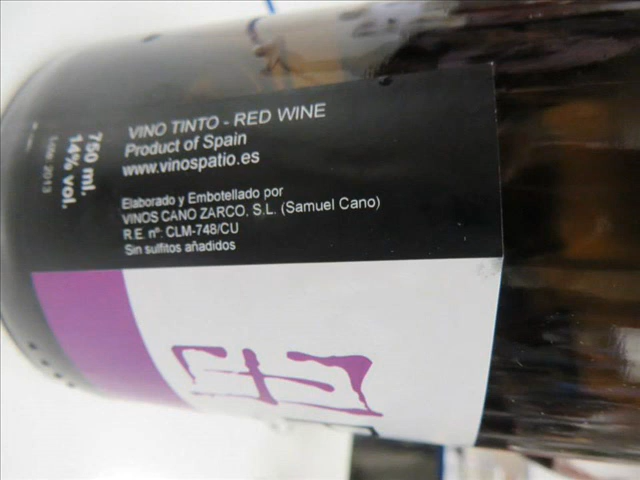 VINO TINTO - RED WINE
Product of Spain
www.vinospatio.es
Elaborado y Embotellado por
VINOS CANO ZARCO, S.L. (Samuel Cano)
R.E. nº: CLM-748/CU
Sin sulfitos añadidos
750 ml.
14% vol.
2013